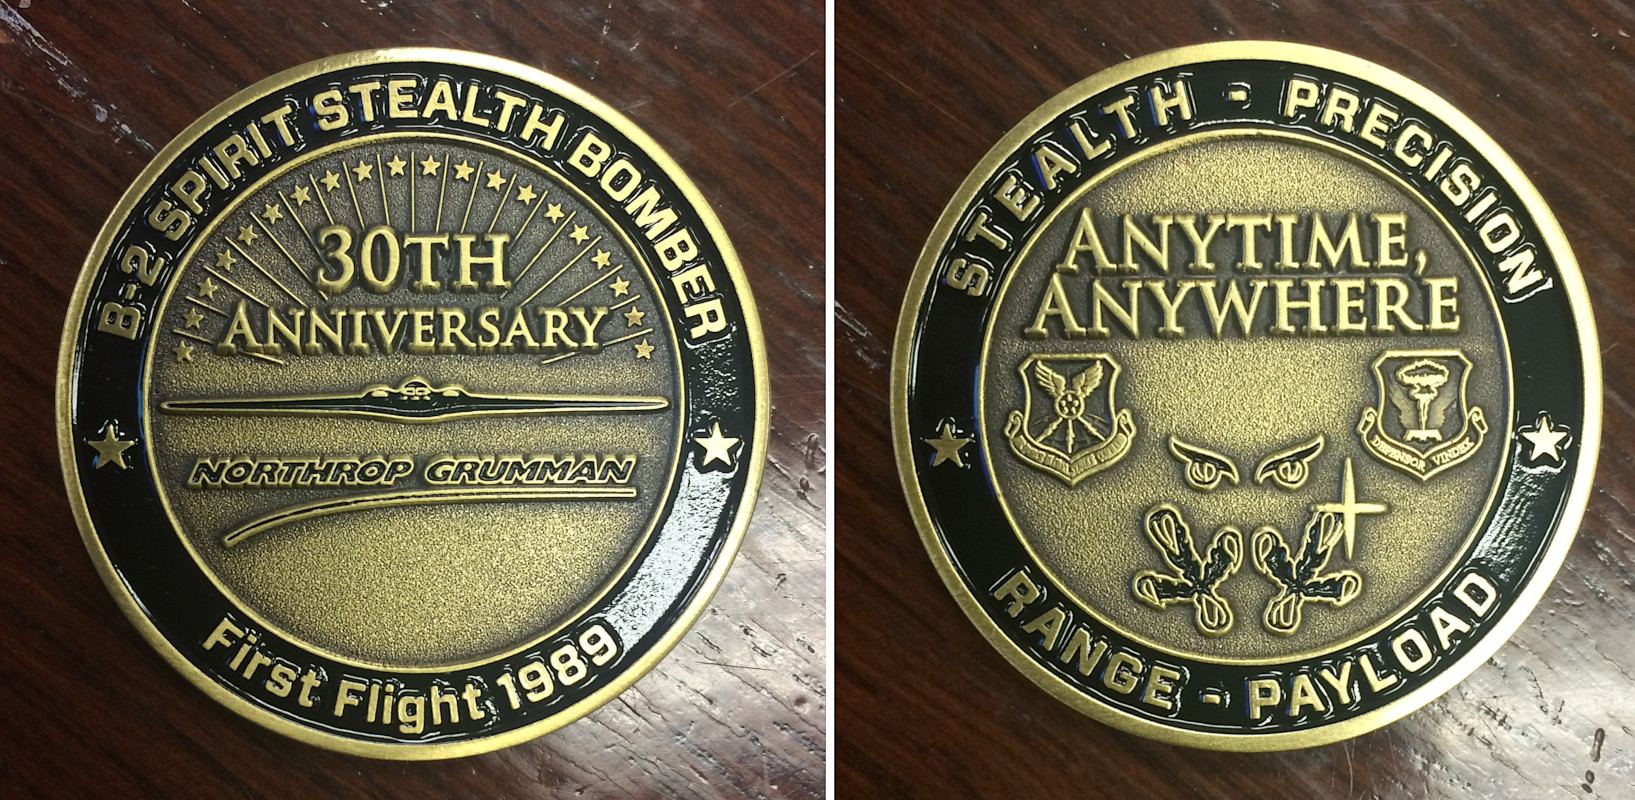 B-2 SPIRIT STEALTH BOMBER
30TH
ANNIVERSARY
NORTHROP GRUMMAN
First Flight 1989
STEALTH - PRECISION
ANYTIME,
ANYWHERE
DEFENSOR VINDEX
RANGE - PAYLOAD